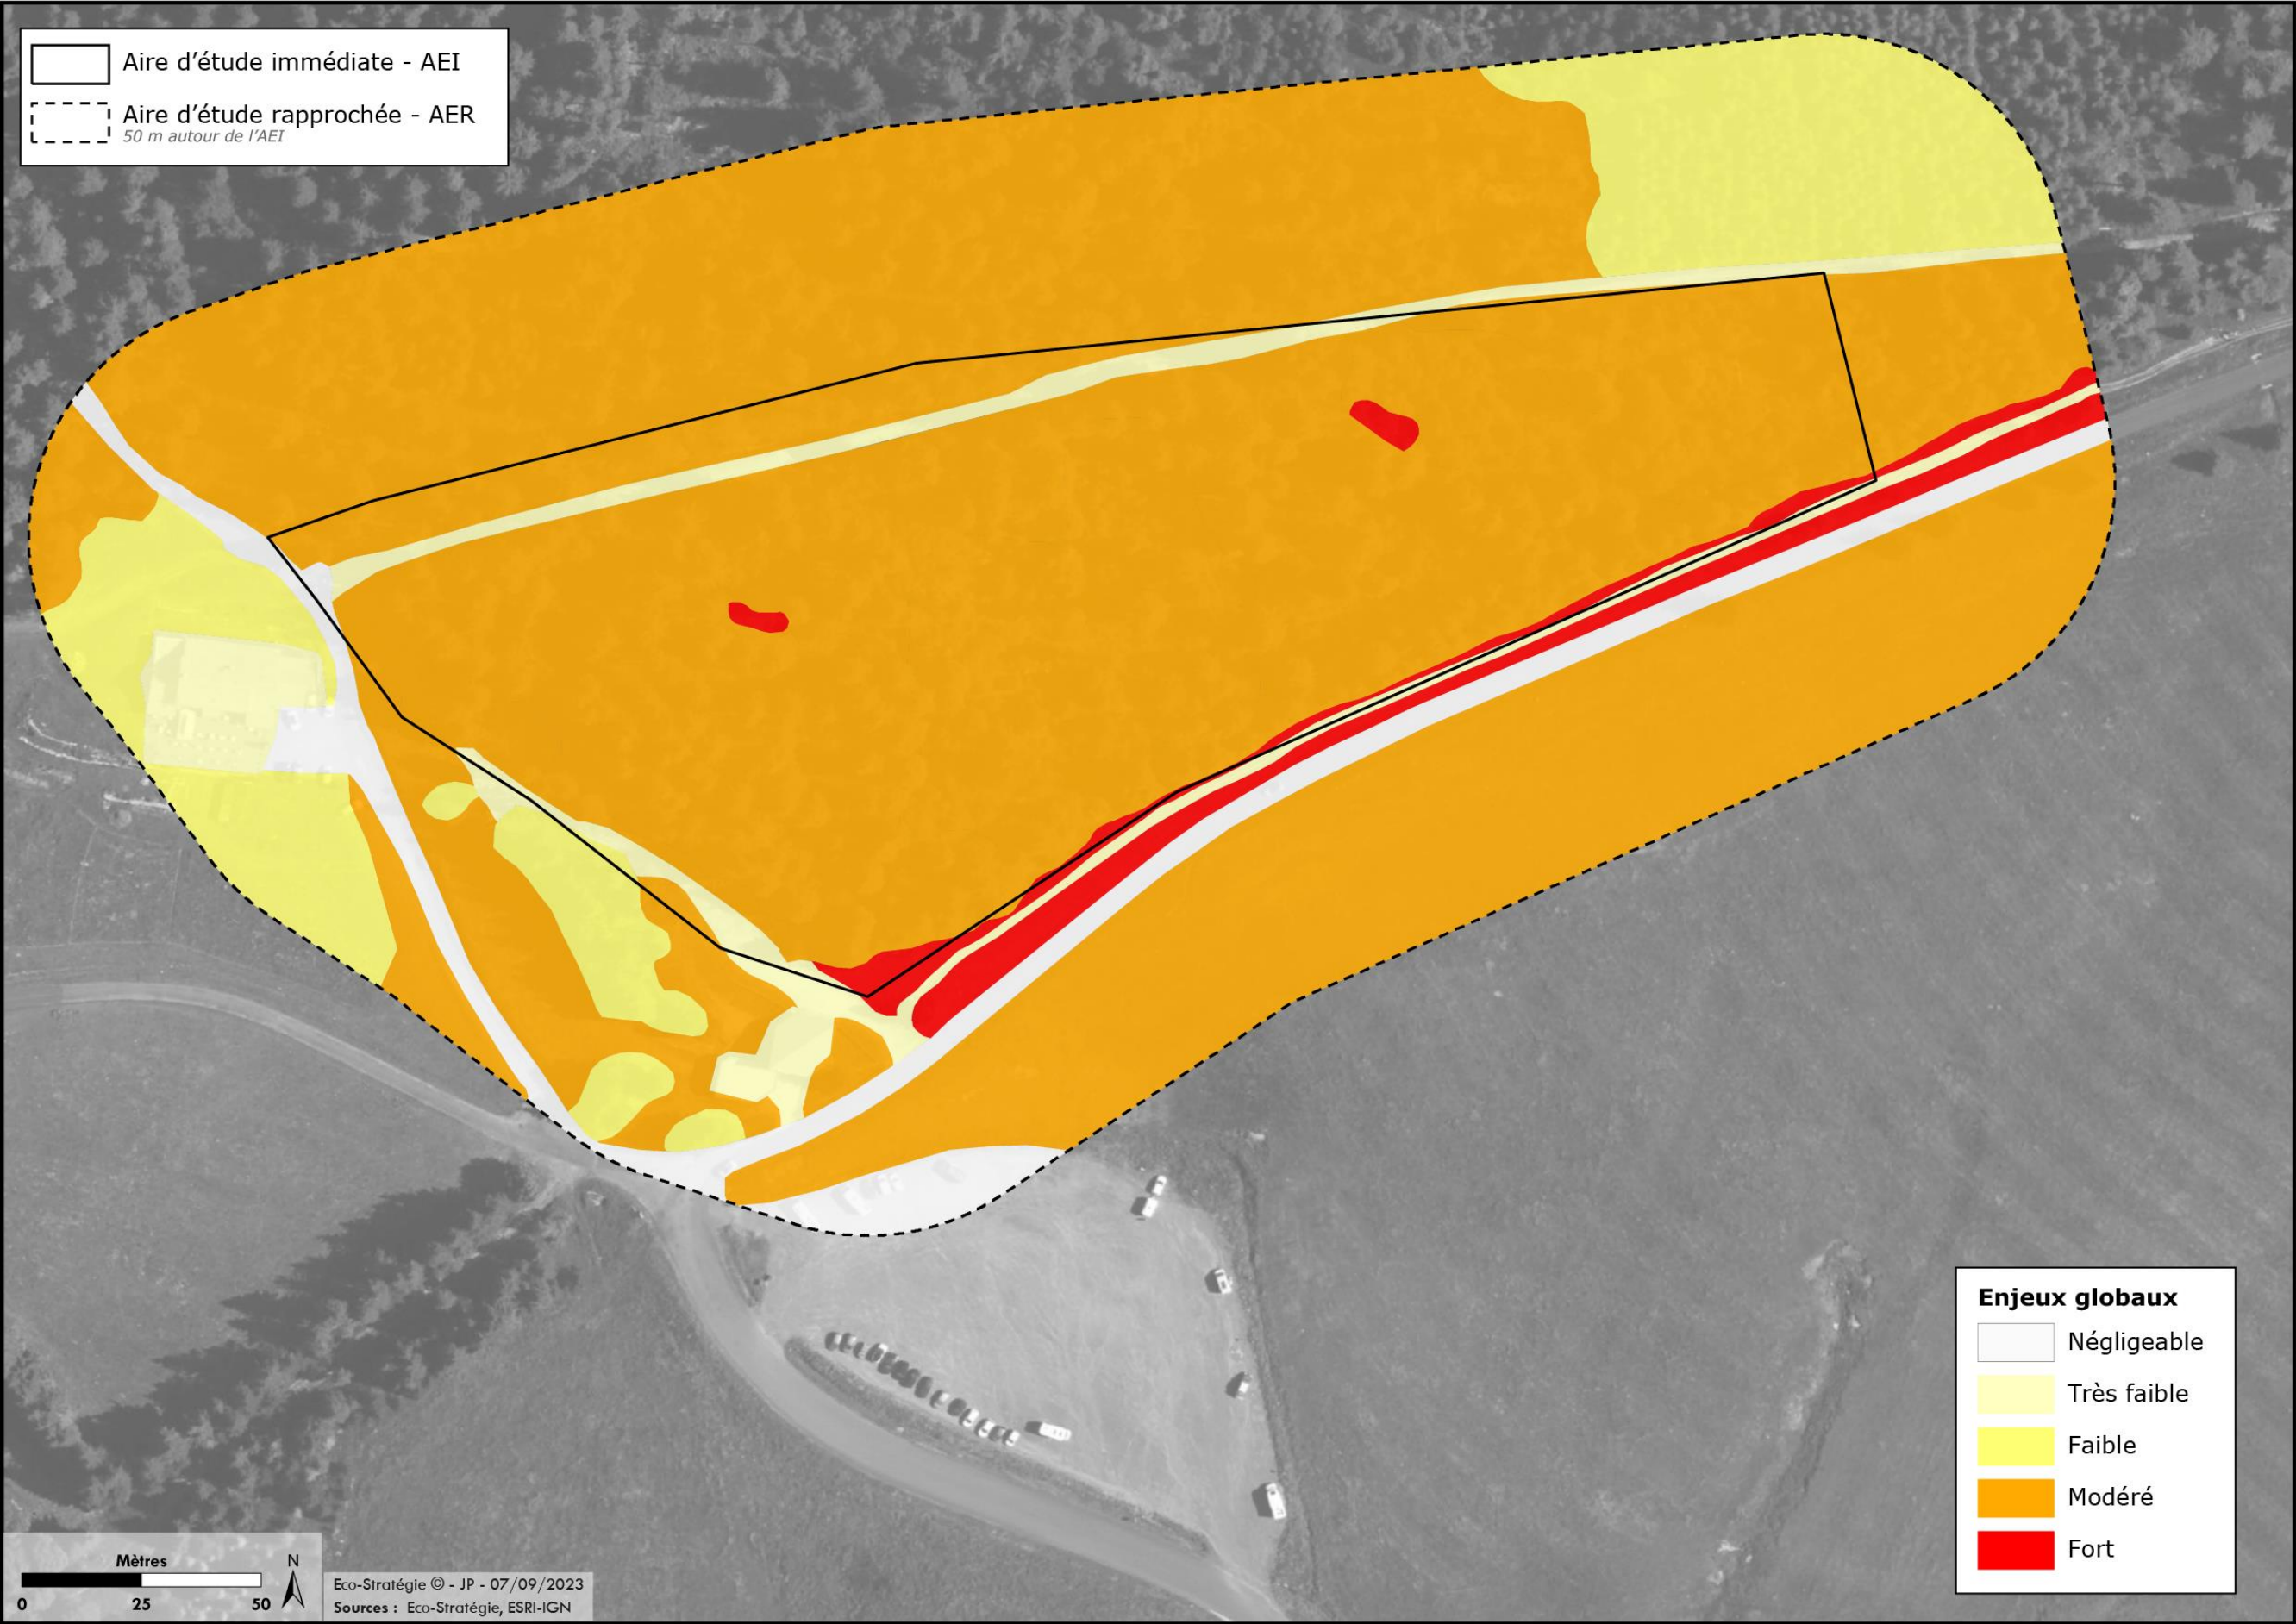 Aire d’étude immédiate - AEI
Aire d’étude rapprochée - AER
50 m autour de l’AEI
Enjeux globaux
Négligeable
Très faible
Faible
Modéré
Fort
Mètres
N
0 25 50
Eco-Stratégie © - JP - 07/09/2023
Sources : Eco-Stratégie, ESRI-IGN